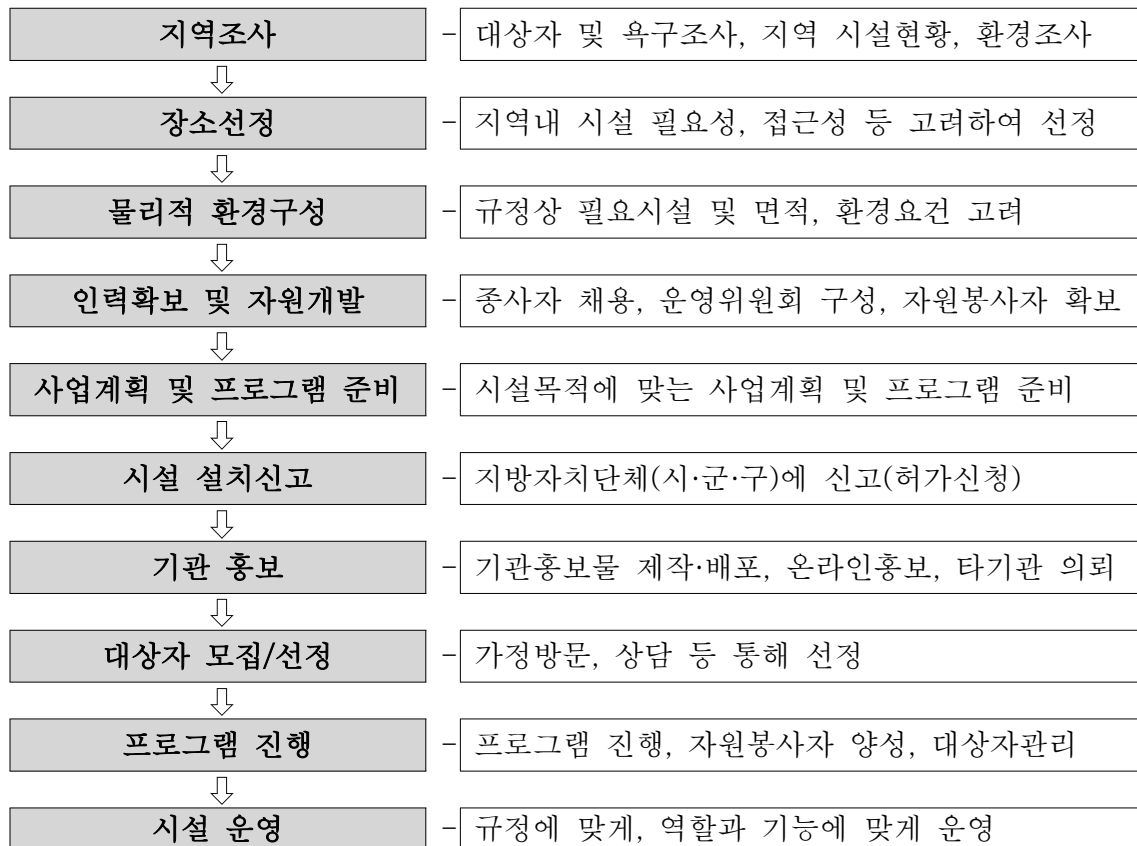 지역조사 - 대상자 및 욕구조사, 지역 시설현황, 환경조사
⇩
장소선정 - 지역내 시설 필요성, 접근성 등 고려하여 선정
⇩
물리적 환경구성 - 규정상 필요시설 및 면적, 환경요건 고려
⇩
인력확보 및 자원개발 - 종사자 채용, 운영위원회 구성, 자원봉사자 확보
⇩
사업계획 및 프로그램 준비 - 시설목적에 맞는 사업계획 및 프로그램 준비
⇩
시설 설치신고 - 지방자치단체(시·군·구)에 신고(허가신청)
⇩
기관 홍보 - 기관홍보물 제작·배포, 온라인홍보, 타기관 의뢰
⇩
대상자 모집/선정 - 가정방문, 상담 등 통해 선정
⇩
프로그램 진행 - 프로그램 진행, 자원봉사자 양성, 대상자관리
⇩
시설 운영 - 규정에 맞게, 역할과 기능에 맞게 운영